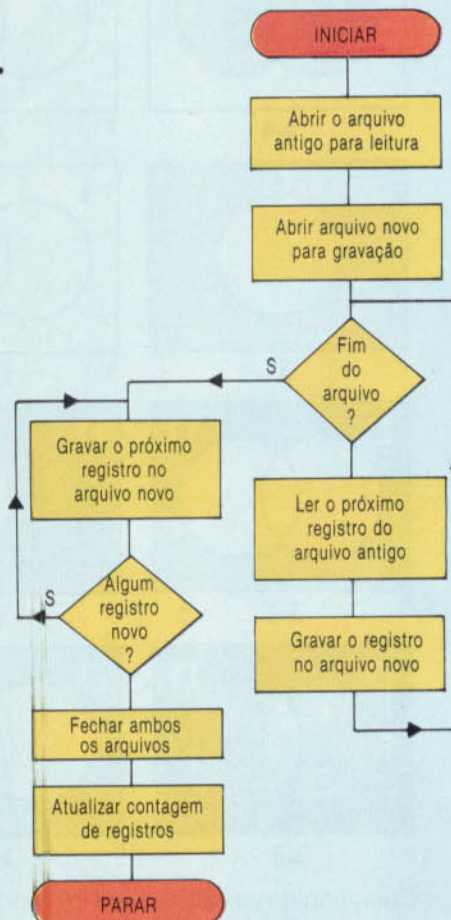 INICIAR
Abrir o arquivo
antigo para leitura
Abrir arquivo novo
para gravação
Fim
do
arquivo
?
S
Gravar o próximo
registro no
arquivo novo
Ler o próximo
registro do
arquivo antigo
Algum
registro
novo
?
S
Gravar o registro
no arquivo novo
Fechar ambos
os arquivos
Atualizar contagem
de registros
PARAR